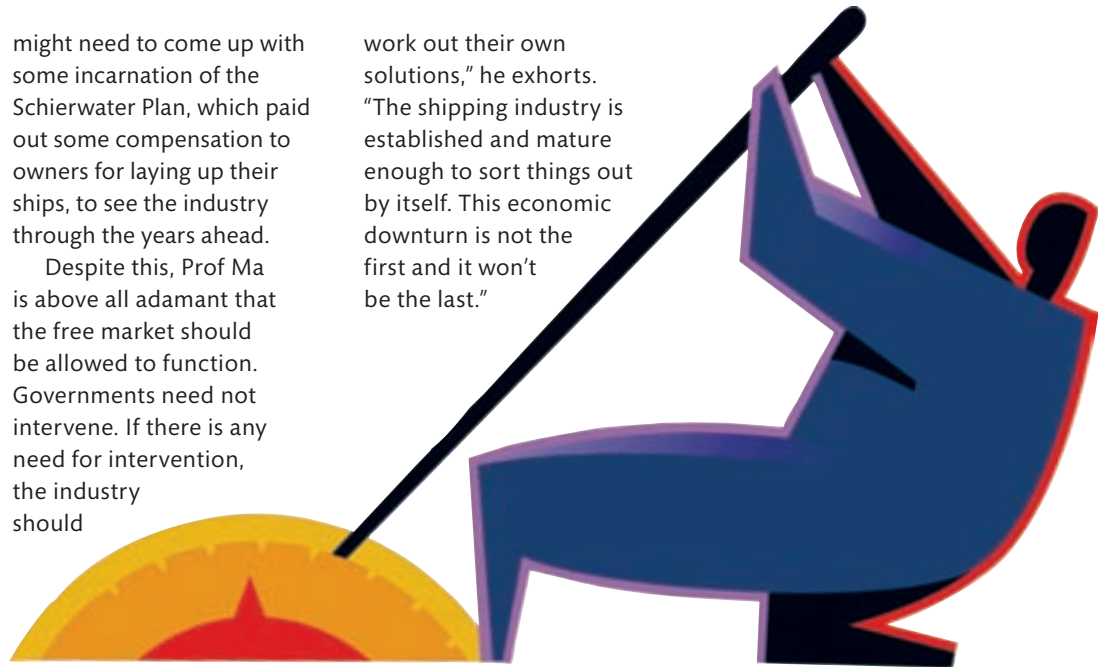 might need to come up with
some incarnation of the
Schierwater Plan, which paid
out some compensation to
owners for laying up their
ships, to see the industry
through the years ahead.
Despite this, Prof Ma
is above all adamant that
the free market should
be allowed to function.
Governments need not
intervene. If there is any
need for intervention,
the industry
should
work out their own
solutions,” he exhorts.
“The shipping industry is
established and mature
enough to sort things out
by itself. This economic
downturn is not the
first and it won’t
be the last.”